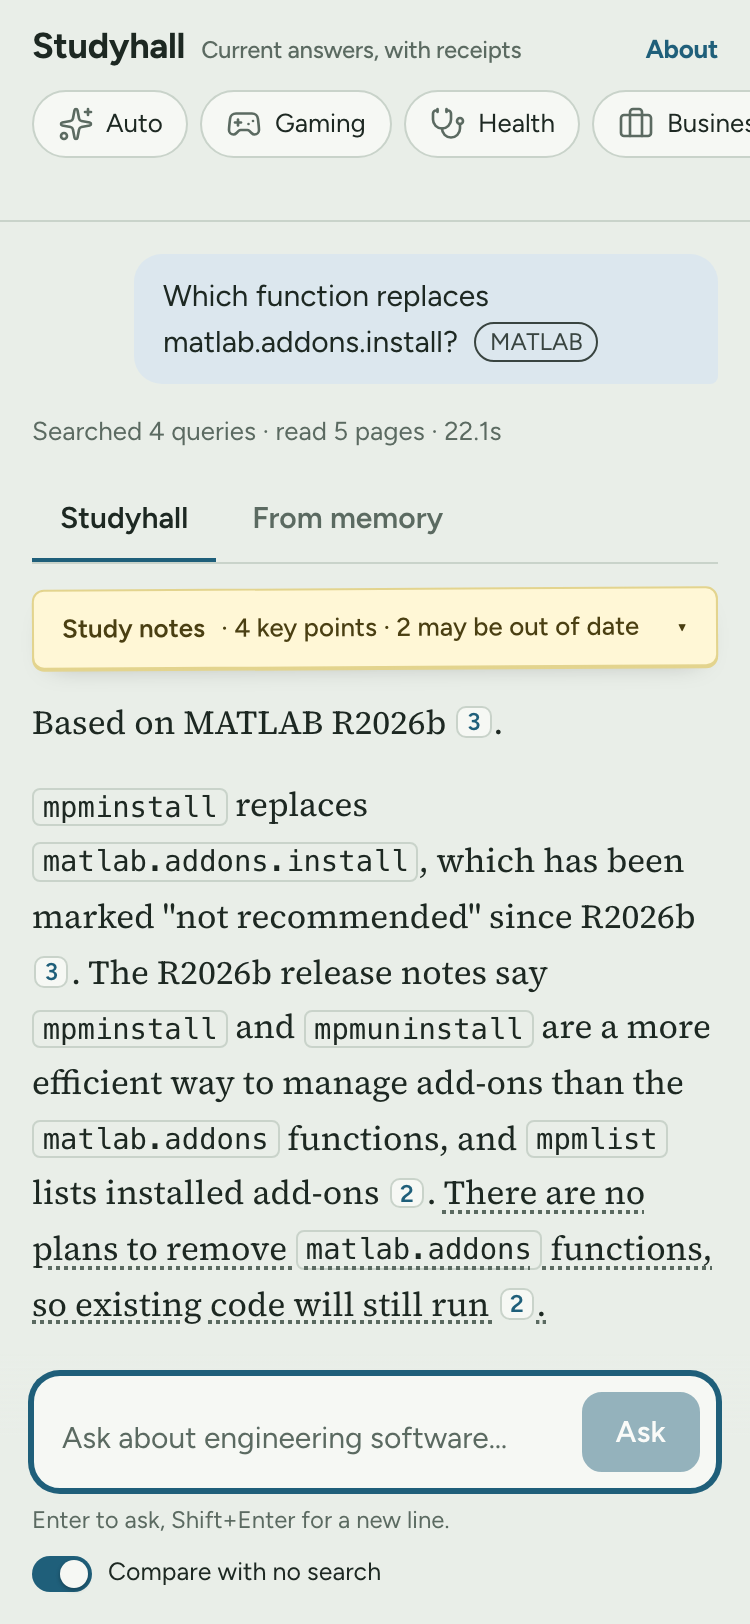 Studyhall Current answers, with receipts About
Auto Gaming Health Busines
Which function replaces
matlab.addons.install? MATLAB
Searched 4 queries · read 5 pages · 22.1s
Studyhall From memory
Study notes · 4 key points · 2 may be out of date ▾
Based on MATLAB R2026b 3.
mpminstall replaces
matlab.addons.install, which has been
marked "not recommended" since R2026b
3. The R2026b release notes say
mpminstall and mpmuninstall are a more
efficient way to manage add-ons than the
matlab.addons functions, and mpmlist
lists installed add-ons 2. There are no
plans to remove matlab.addons functions,
so existing code will still run 2.
Ask about engineering software... Ask
Enter to ask, Shift+Enter for a new line.
Compare with no search